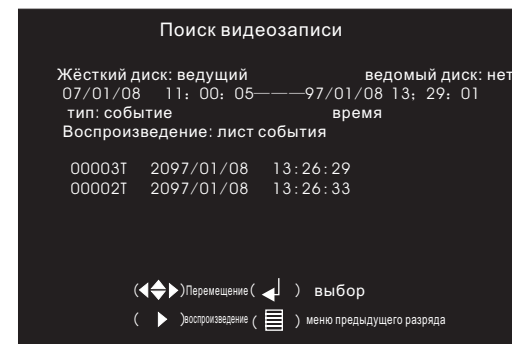 Поиск видеозаписи
Жёсткий диск: ведущий ведомый диск: нет
07/01/08 11: 00: 05———97/01/08 13; 29: 01
тип: событие время
Воспроизведение: лист события
00003T 2097/01/08 13:26:29
00002T 2097/01/08 13:26:33
( )Перемещение( ) выбор
( )воспроизведение ( ) меню предыдущего разряда